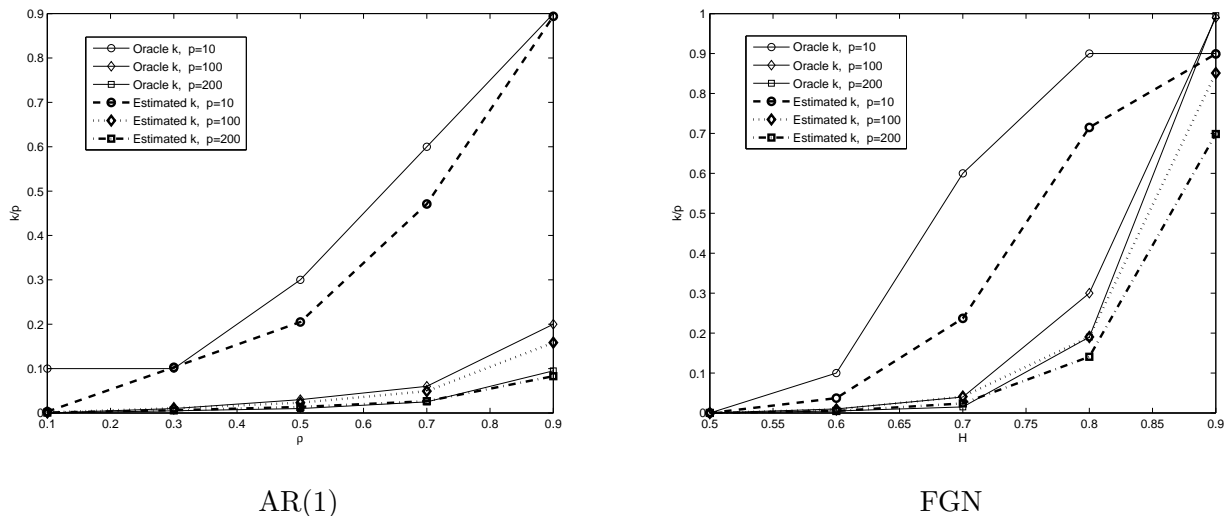 0.9
0.8
0.7
0.6
0.5
0.4
0.3
0.2
0.1
0
k/p
Oracle k, p=10
Oracle k, p=100
Oracle k, p=200
Estimated k, p=10
Estimated k, p=100
Estimated k, p=200
0.1 0.2 0.3 0.4 0.5 0.6 0.7 0.8 0.9
ρ
AR(1)
1
0.9
0.8
0.7
0.6
0.5
0.4
0.3
0.2
0.1
0
k/p
Oracle k, p=10
Oracle k, p=100
Oracle k, p=200
Estimated k, p=10
Estimated k, p=100
Estimated k, p=200
0.5 0.55 0.6 0.65 0.7 0.75 0.8 0.85 0.9
H
FGN